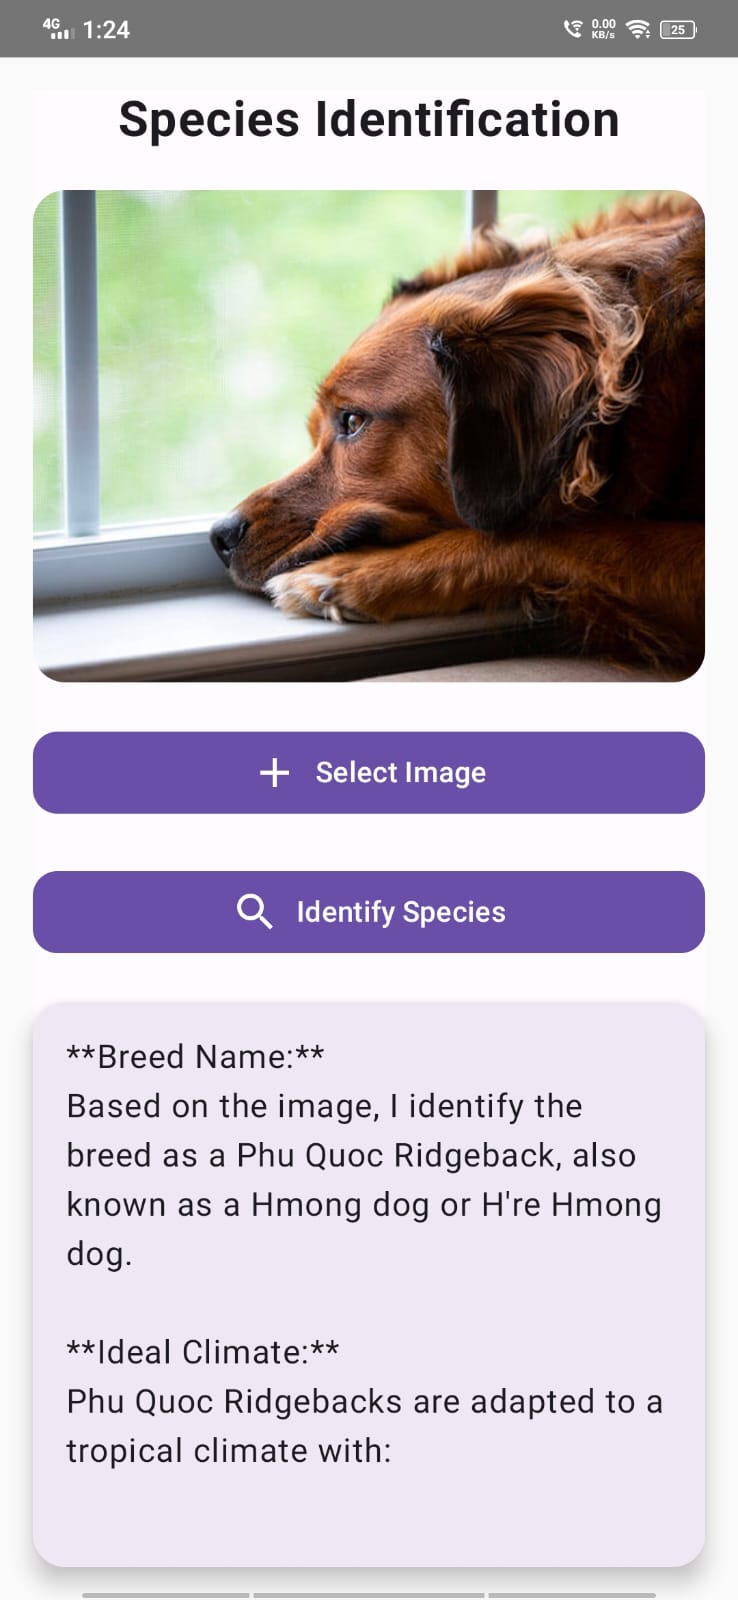 4G 1:24 0.00 KB/s 25
Species Identification
Select Image
Identify Species
**Breed Name:**
Based on the image, I identify the
breed as a Phu Quoc Ridgeback, also
known as a Hmong dog or H're Hmong
dog.
**Ideal Climate:**
Phu Quoc Ridgebacks are adapted to a
tropical climate with: